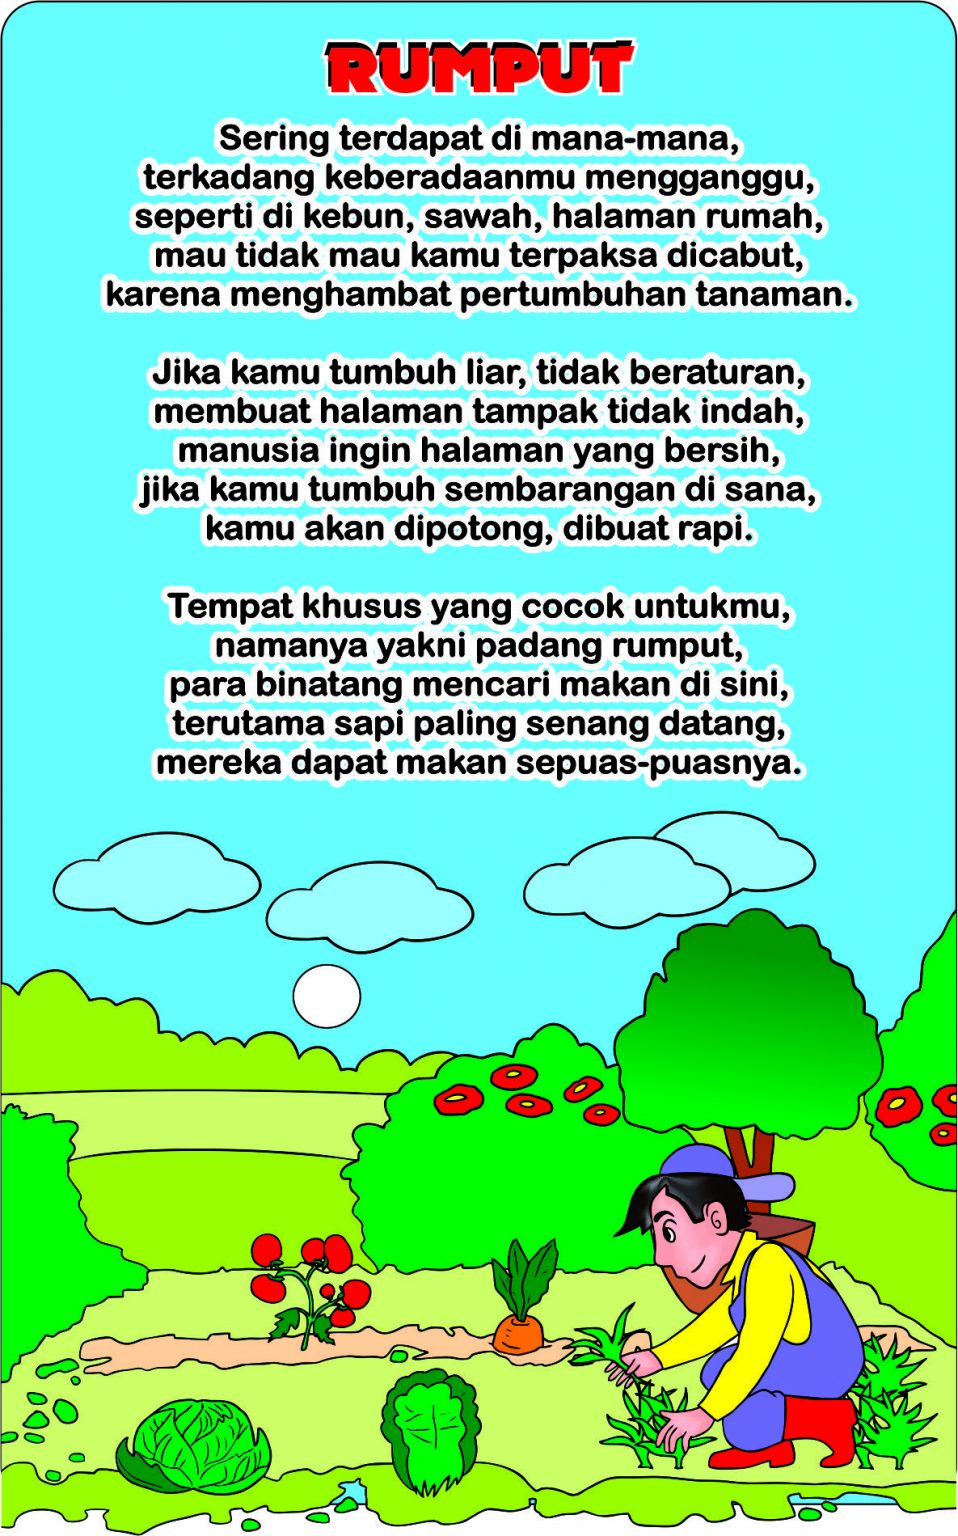 RUMPUT
Sering terdapat di mana-mana,
terkadang keberadaanmu mengganggu,
seperti di kebun, sawah, halaman rumah,
mau tidak mau kamu terpaksa dicabut,
karena menghambat pertumbuhan tanaman.
Jika kamu tumbuh liar, tidak beraturan,
membuat halaman tampak tidak indah,
manusia ingin halaman yang bersih,
jika kamu tumbuh sembarangan di sana,
kamu akan dipotong, dibuat rapi.
Tempat khusus yang cocok untukmu,
namanya yakni padang rumput,
para binatang mencari makan di sini,
terutama sapi paling senang datang,
mereka dapat makan sepuas-puasnya.